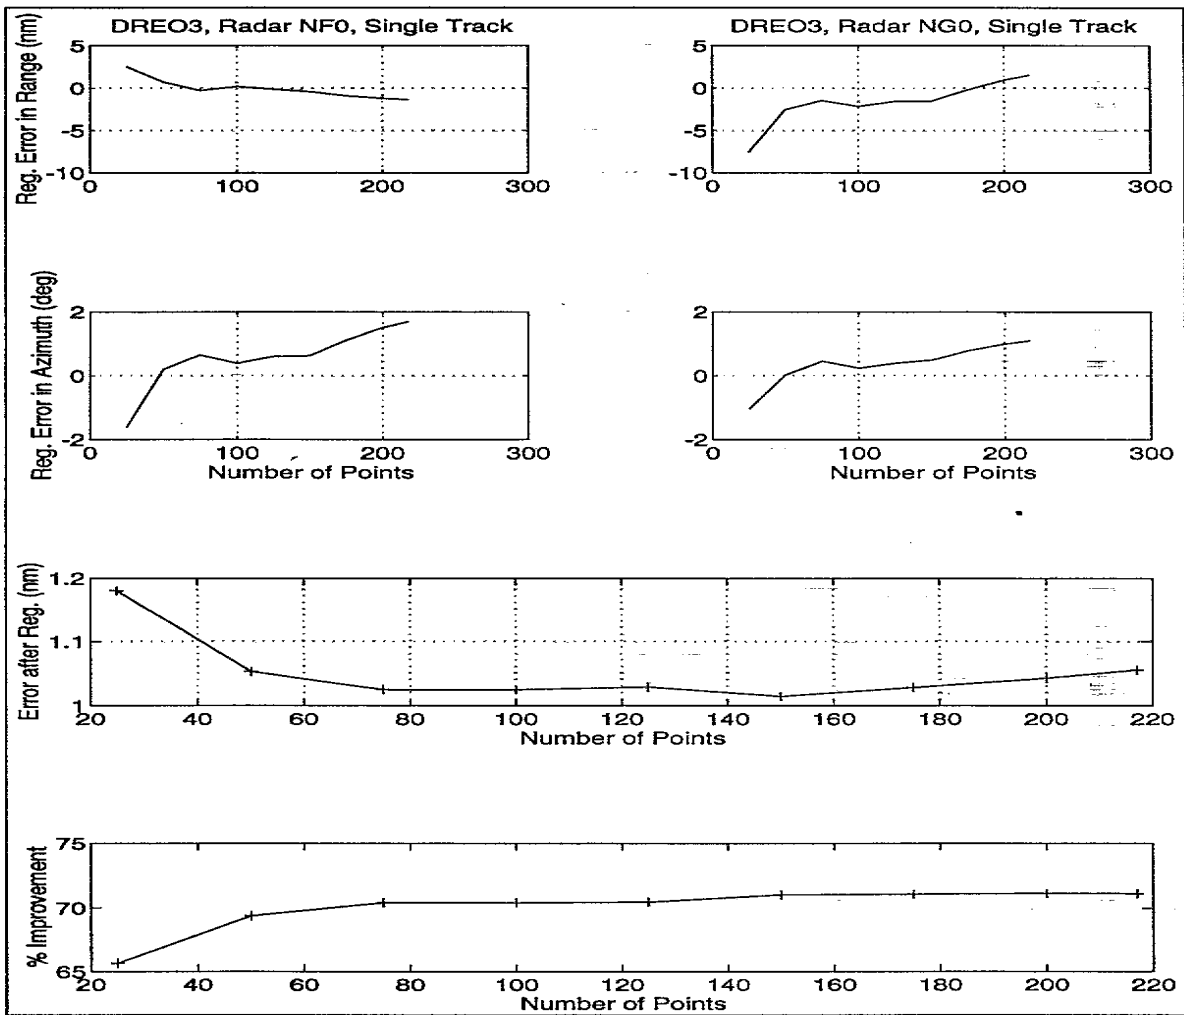 DREO3, Radar NF0, Single Track
Reg. Error in Range (nm)
5
0
-5
-10
0 100 200 300
DREO3, Radar NG0, Single Track
5
0
-5
-10
0 100 200 300
Reg. Error in Azimuth (deg)
2
0
-2
0 100 200 300
Number of Points
2
0
-2
0 100 200 300
Number of Points
Error after Reg. (nm)
1.2
1.1
1
20 40 60 80 100 120 140 160 180 200 220
Number of Points
% Improvement
75
70
65
20 40 60 80 100 120 140 160 180 200 220
Number of Points